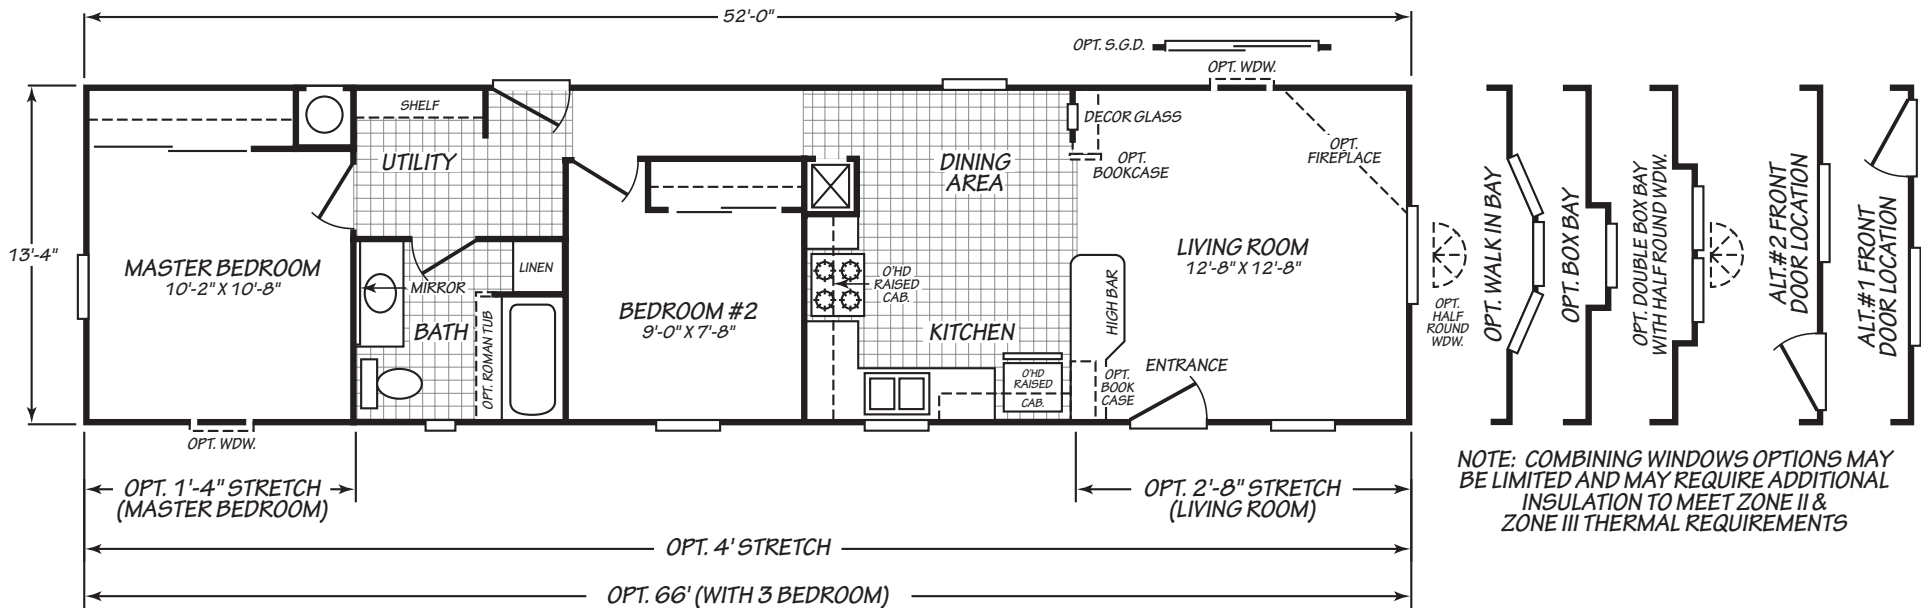 52'-0"
OPT. S.G.D.
OPT. WDW.
SHELF
DECOR GLASS
UTILITY
DINING
AREA
OPT.
BOOKCASE
OPT.
FIREPLACE
13'-4"
MASTER BEDROOM
10'-2" X 10'-8"
MIRROR
LINEN
BATH
OPT. ROMAN TUB
BEDROOM #2
9'-0" X 7'-8"
O'HD
RAISED
CAB.
KITCHEN
HIGH BAR
LIVING ROOM
12'-8" X 12'-8"
O'HD
RAISED
CAB.
OPT.
BOOK
CASE
ENTRANCE
OPT.
HALF
ROUND
WDW.
OPT. WALK IN BAY
OPT. BOX BAY
OPT. DOUBLE BOX BAY
WITH HALF ROUND WDW.
ALT.#2 FRONT
DOOR LOCATION
ALT.#1 FRONT
DOOR LOCATION
OPT. WDW.
OPT. 1'-4" STRETCH
(MASTER BEDROOM)
OPT. 2'-8" STRETCH
(LIVING ROOM)
NOTE: COMBINING WINDOWS OPTIONS MAY
BE LIMITED AND MAY REQUIRE ADDITIONAL
INSULATION TO MEET ZONE II &
ZONE III THERMAL REQUIREMENTS
OPT. 4' STRETCH
OPT. 66' (WITH 3 BEDROOM)